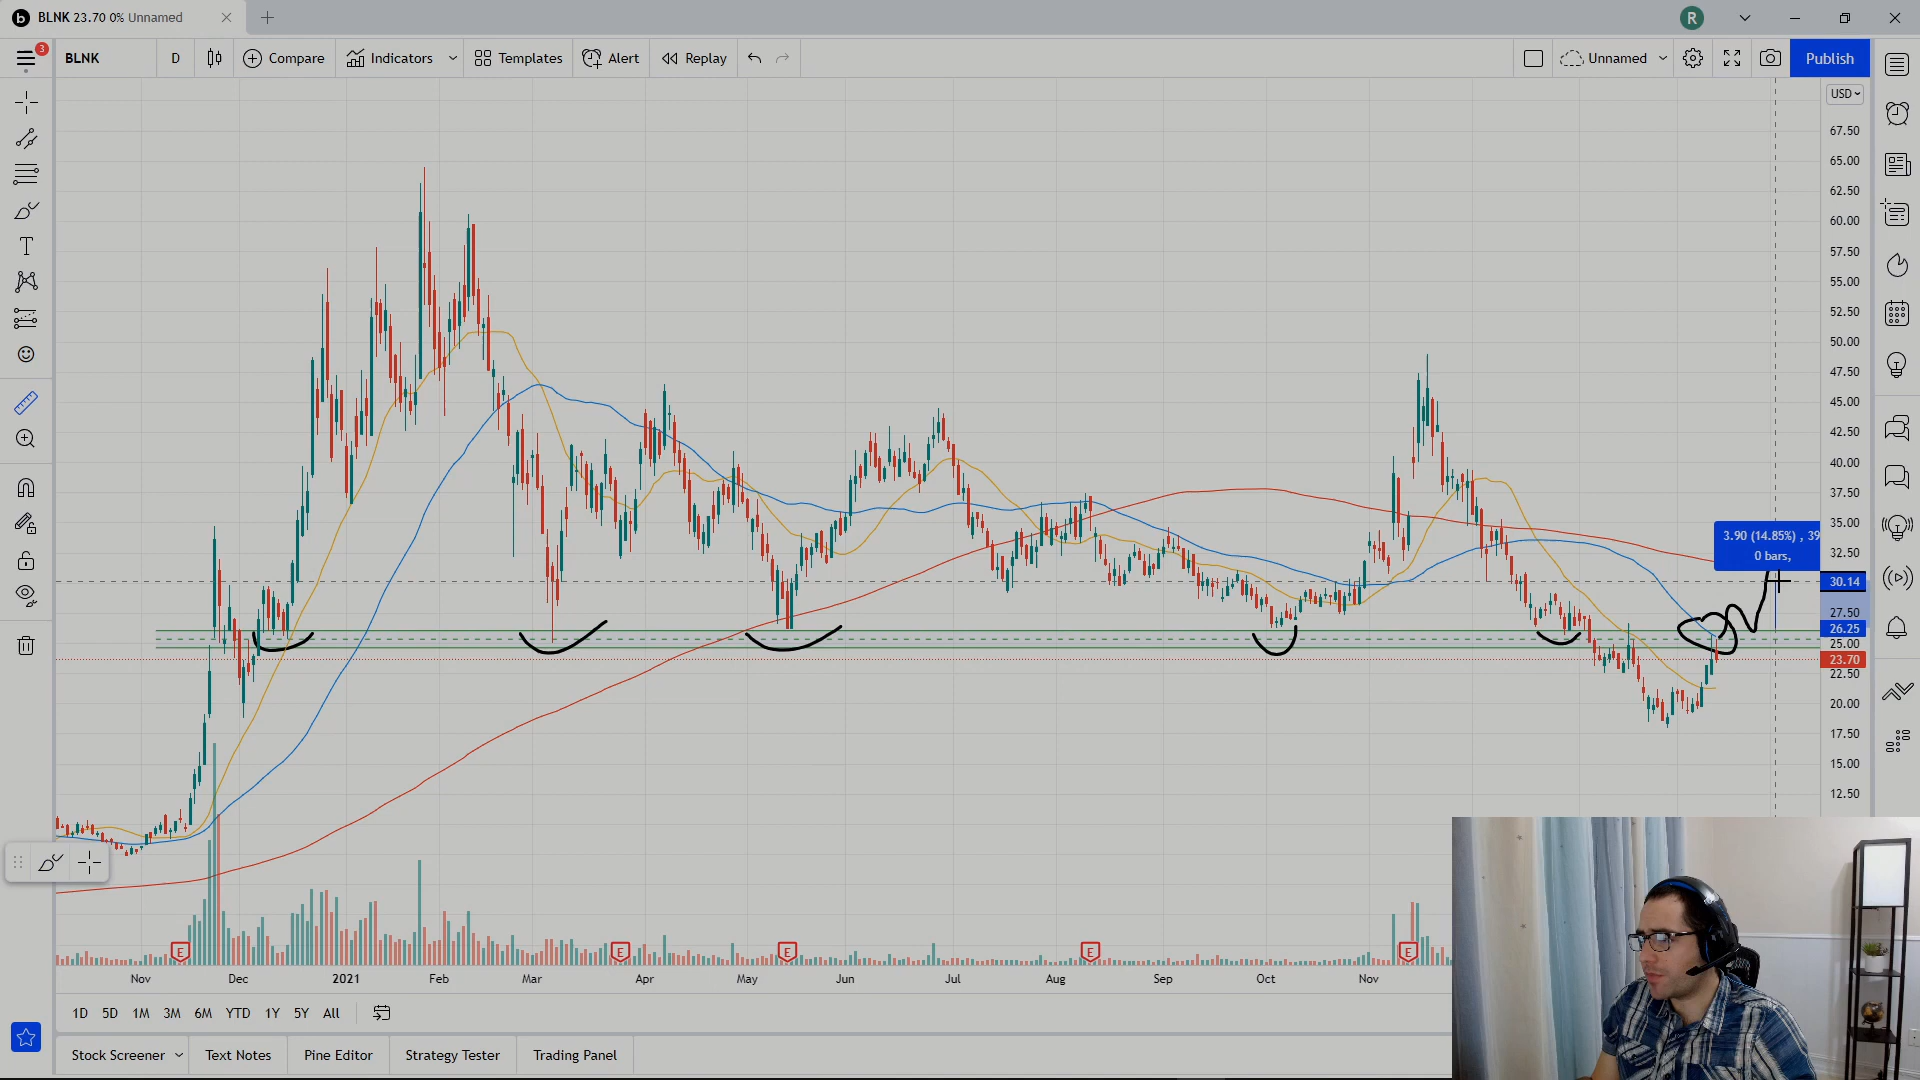 BLNK 23.70 0% Unnamed
R
3
BLNK D Compare Indicators Templates Alert Replay Unnamed Publish
USD
67.50
65.00
62.50
60.00
57.50
55.00
52.50
50.00
47.50
45.00
42.50
40.00
37.50
35.00
3.90 (14.85%) , 39
0 bars,
32.50
30.14
27.50
26.25
25.00
23.70
22.50
20.00
17.50
15.00
12.50
E E E E E
Nov Dec 2021 Feb Mar Apr May Jun Jul Aug Sep Oct Nov
1D 5D 1M 3M 6M YTD 1Y 5Y All
Stock Screener Text Notes Pine Editor Strategy Tester Trading Panel